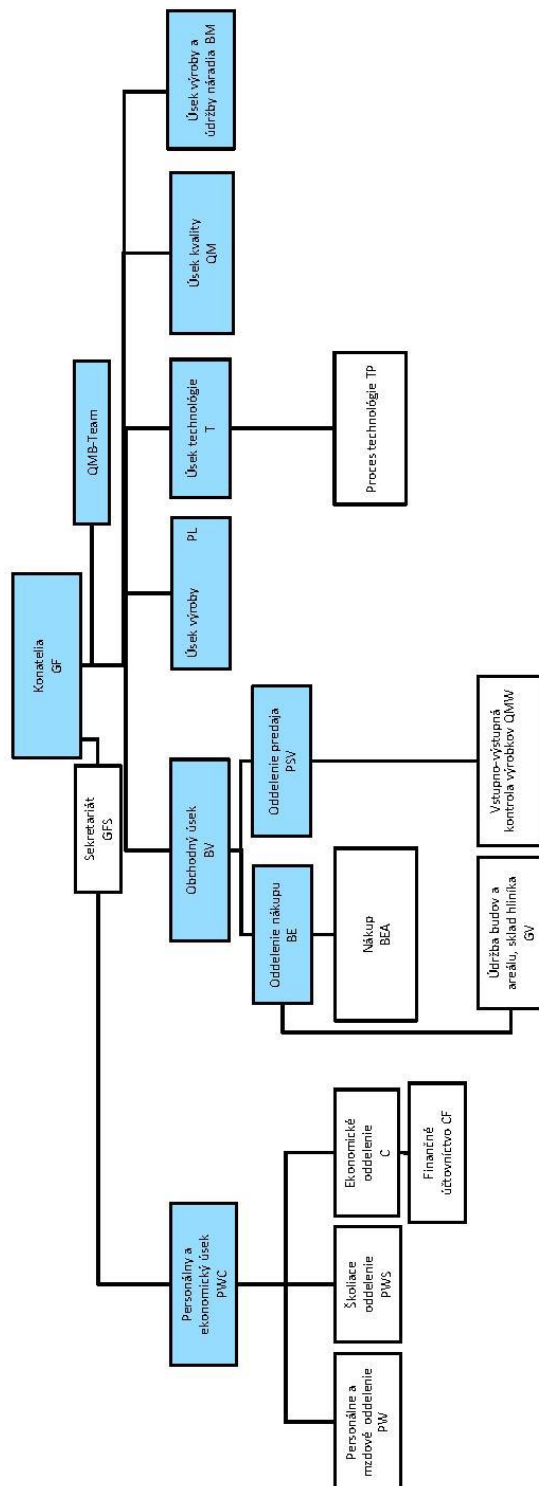 Konatelia
GF
QMB-Team
Sekretariát
GFS
Personálny a
ekonomický úsek
PWC
Obchodný úsek
BV
Úsek výroby PL
Úsek technológie
T
Úsek kvality
QM
Úsek výroby a
údržby náradia BM
Oddelenie nákupu
BE
Oddelenie predaja
PSV
Personálne a
mzdové oddelenie
PW
Školiace
oddelenie
PWS
Ekonomické
oddelenie
C
Nákup
BEA
Proces technológie TP
Finančné
účtovníctvo CF
Údržba budov a
areálu, sklad hliníka
GV
Vstupno-výstupná
kontrola výrobkov QMW